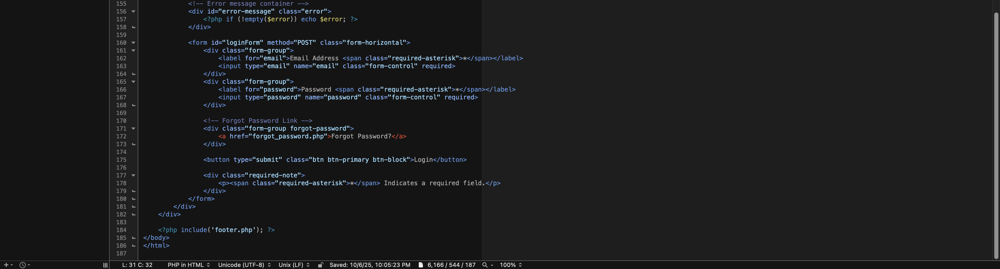 155 <!-- Error message container -->
156 <div id="error-message" class="error">
157 <?php if (!empty($error)) echo $error; ?>
158 </div>
159
160 <form id="loginForm" method="POST" class="form-horizontal">
161 <div class="form-group">
162 <label for="email">Email Address <span class="required-asterisk">*</span></label>
163 <input type="email" name="email" class="form-control" required>
164 </div>
165 <div class="form-group">
166 <label for="password">Password <span class="required-asterisk">*</span></label>
167 <input type="password" name="password" class="form-control" required>
168 </div>
169
170 <!-- Forgot Password Link -->
171 <div class="form-group forgot-password">
172 <a href="forgot_password.php">Forgot Password?</a>
173 </div>
174
175 <button type="submit" class="btn btn-primary btn-block">Login</button>
176
177 <div class="required-note">
178 <p><span class="required-asterisk">*</span> Indicates a required field.</p>
179 </div>
180 </form>
181 </div>
182 </div>
183
184 <?php include('footer.php'); ?>
185 </body>
186 </html>
187
L: 31 C: 32 PHP in HTML Unicode (UTF-8) Unix (LF) Saved: 10/6/25, 10:05:23 PM 6,166 / 544 / 187 - 100%